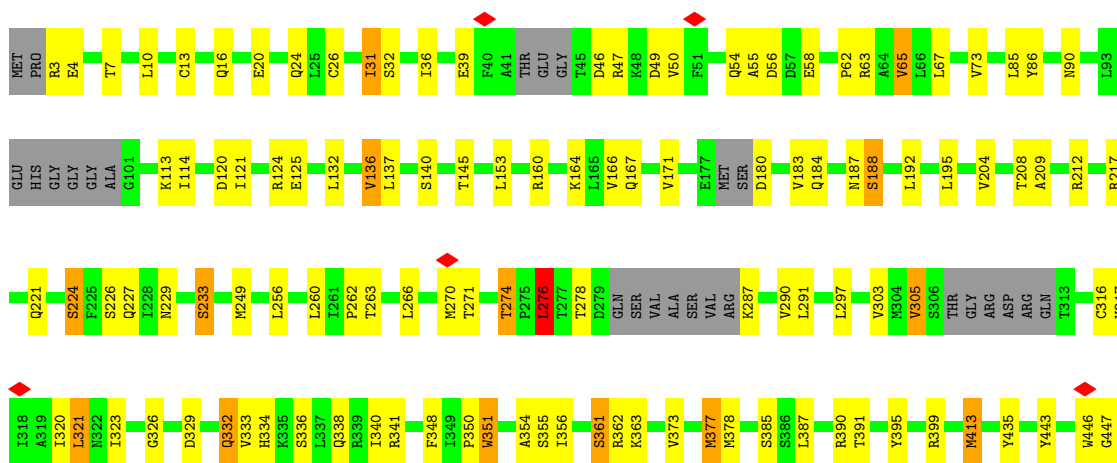 MET PRO R3 E4 T7 L10 C13 Q16 E20 Q24 L25 C26 I31 S32 I36 E39 F40 A41 THR GLU GLY T45 D46 R47 K48 D49 V50 F51 Q54 A55 D56 D57 E58 P62 R63 A64 V65 L66 L67 V73 L85 Y86 N90 L93
GLU HIS GLY GLY GLY ALA G101 K113 I114 D120 I121 R124 E125 L132 V136 L137 S140 T145 L153 R160 K164 L165 V166 Q167 V171 E177 MET SER D180 V183 Q184 N187 S188 L192 L195 V204 T208 A209 R212 R217
Q221 S224 F225 S226 Q227 I228 N229 S233 M249 L256 L260 I261 P262 T263 L266 M270 T271 T274 P275 L276 T277 T278 D279 GLN SER VAL ALA SER VAL ARG K287 V290 L291 L297 V303 M304 V305 S306 THR GLY ARG ASP ARG GLN T313 C316
I318 A319 I320 L321 N322 I323 G326 D329 Q332 V333 H334 K335 S336 L337 Q338 R339 I340 R341 F348 I349 P350 W351 A354 S355 I356 S361 R362 K363 V373 M377 M378 S385 S386 L387 R390 T391 Y395 R399 M413 Y435 Y443 W446 G447